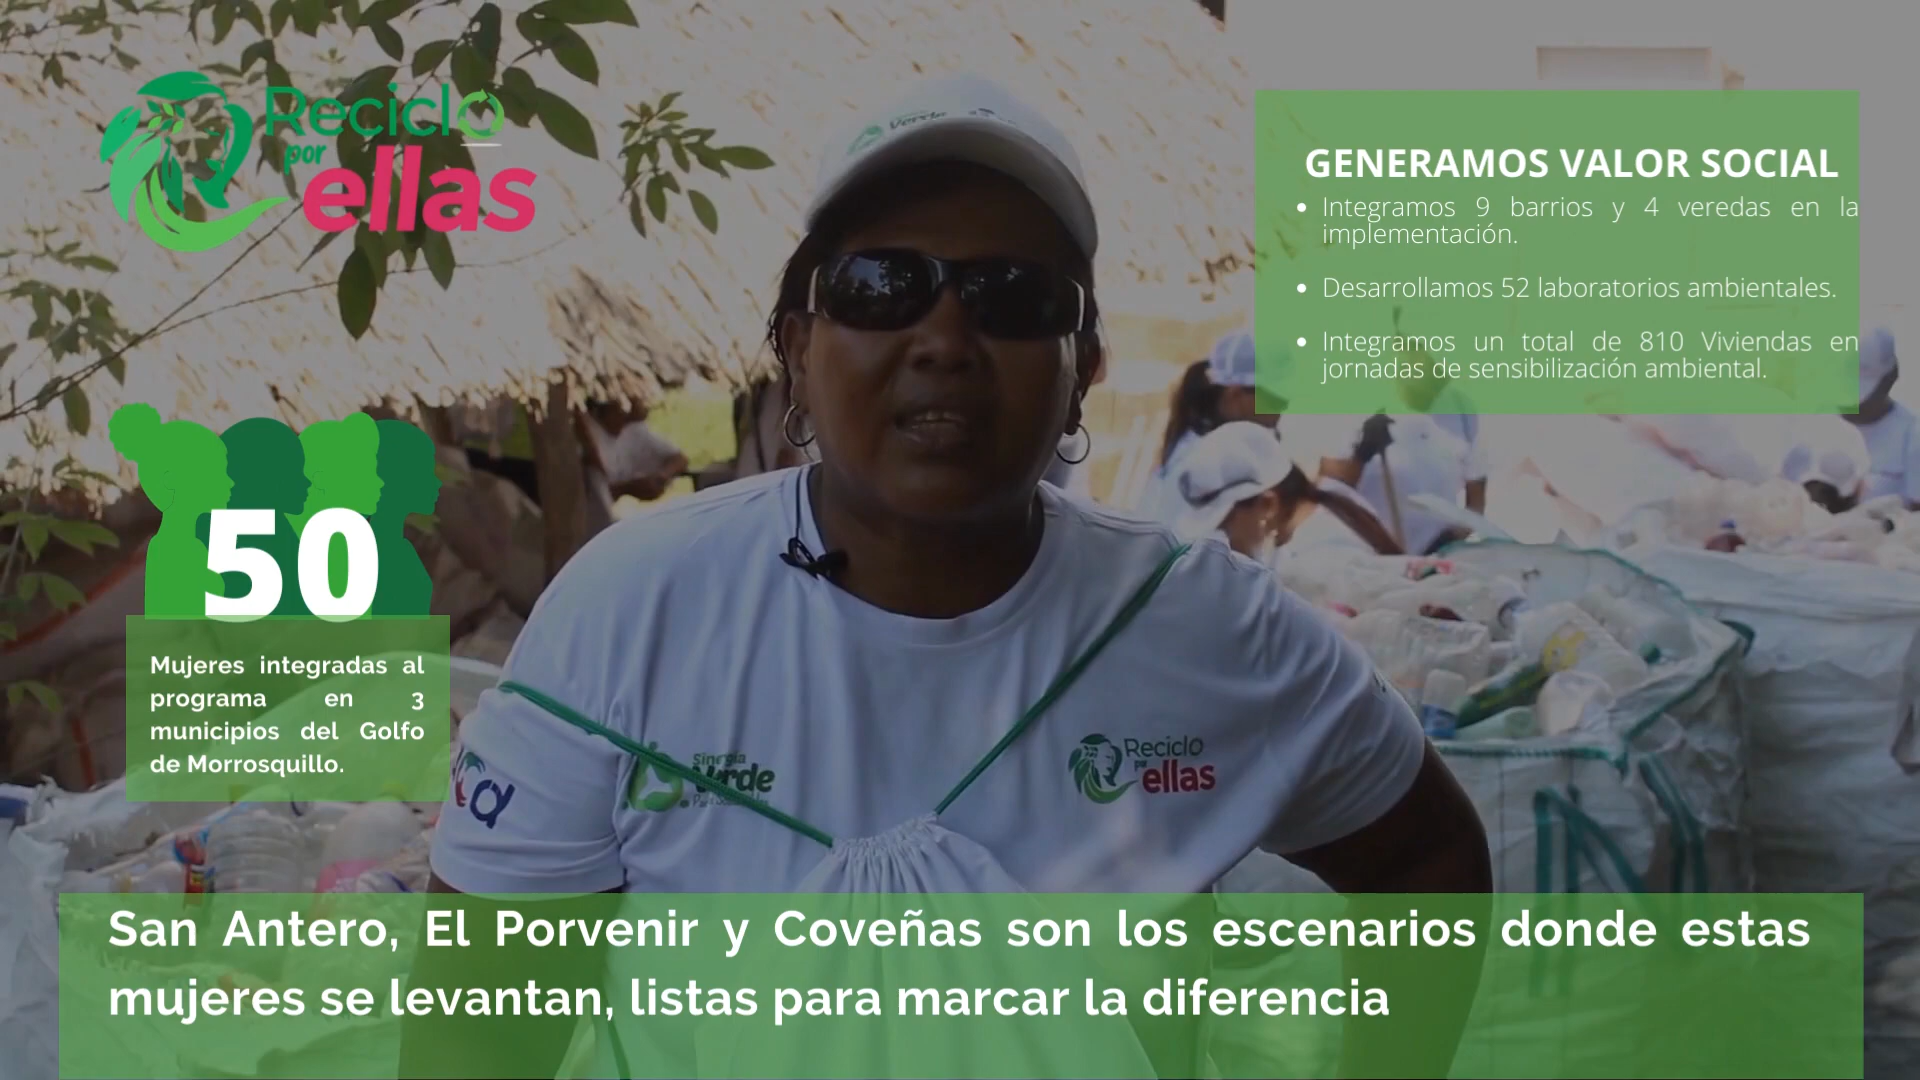 Reciclo
por
ellas
GENERAMOS VALOR SOCIAL
• Integramos 9 barrios y 4 veredas en la
implementación.
• Desarrollamos 52 laboratorios ambientales.
• Integramos un total de 810 Viviendas en
jornadas de sensibilización ambiental.
50
Mujeres integradas al
programa en 3
municipios del Golfo
de Morrosquillo.
Verde
Sinergia
Verde
Reciclo
por
ellas
San Antero, El Porvenir y Coveñas son los escenarios donde estas
mujeres se levantan, listas para marcar la diferencia